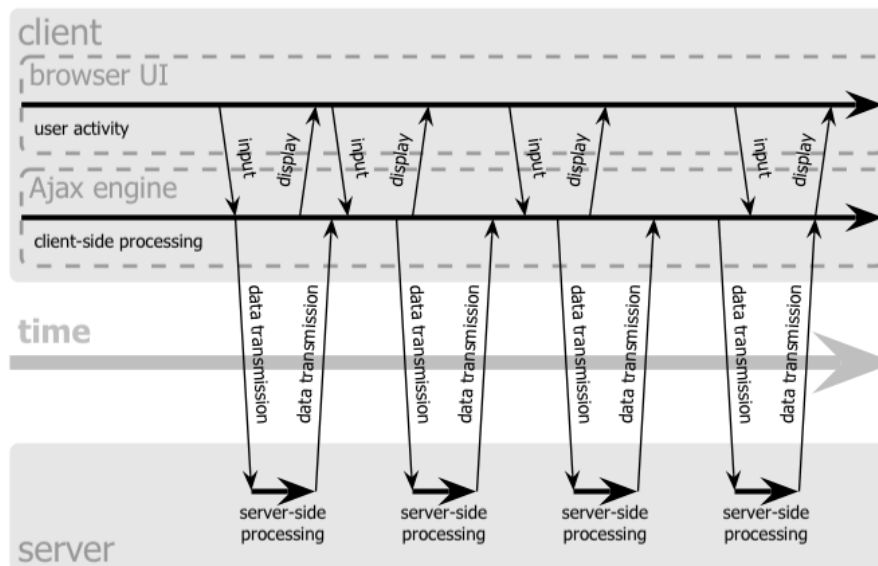 client
browser UI
user activity
input
display
input
display
input
display
input
display
Ajax engine
client-side processing
data transmission
data transmission
data transmission
data transmission
data transmission
data transmission
data transmission
data transmission
time
server-side
processing
server-side
processing
server-side
processing
server-side
processing
server